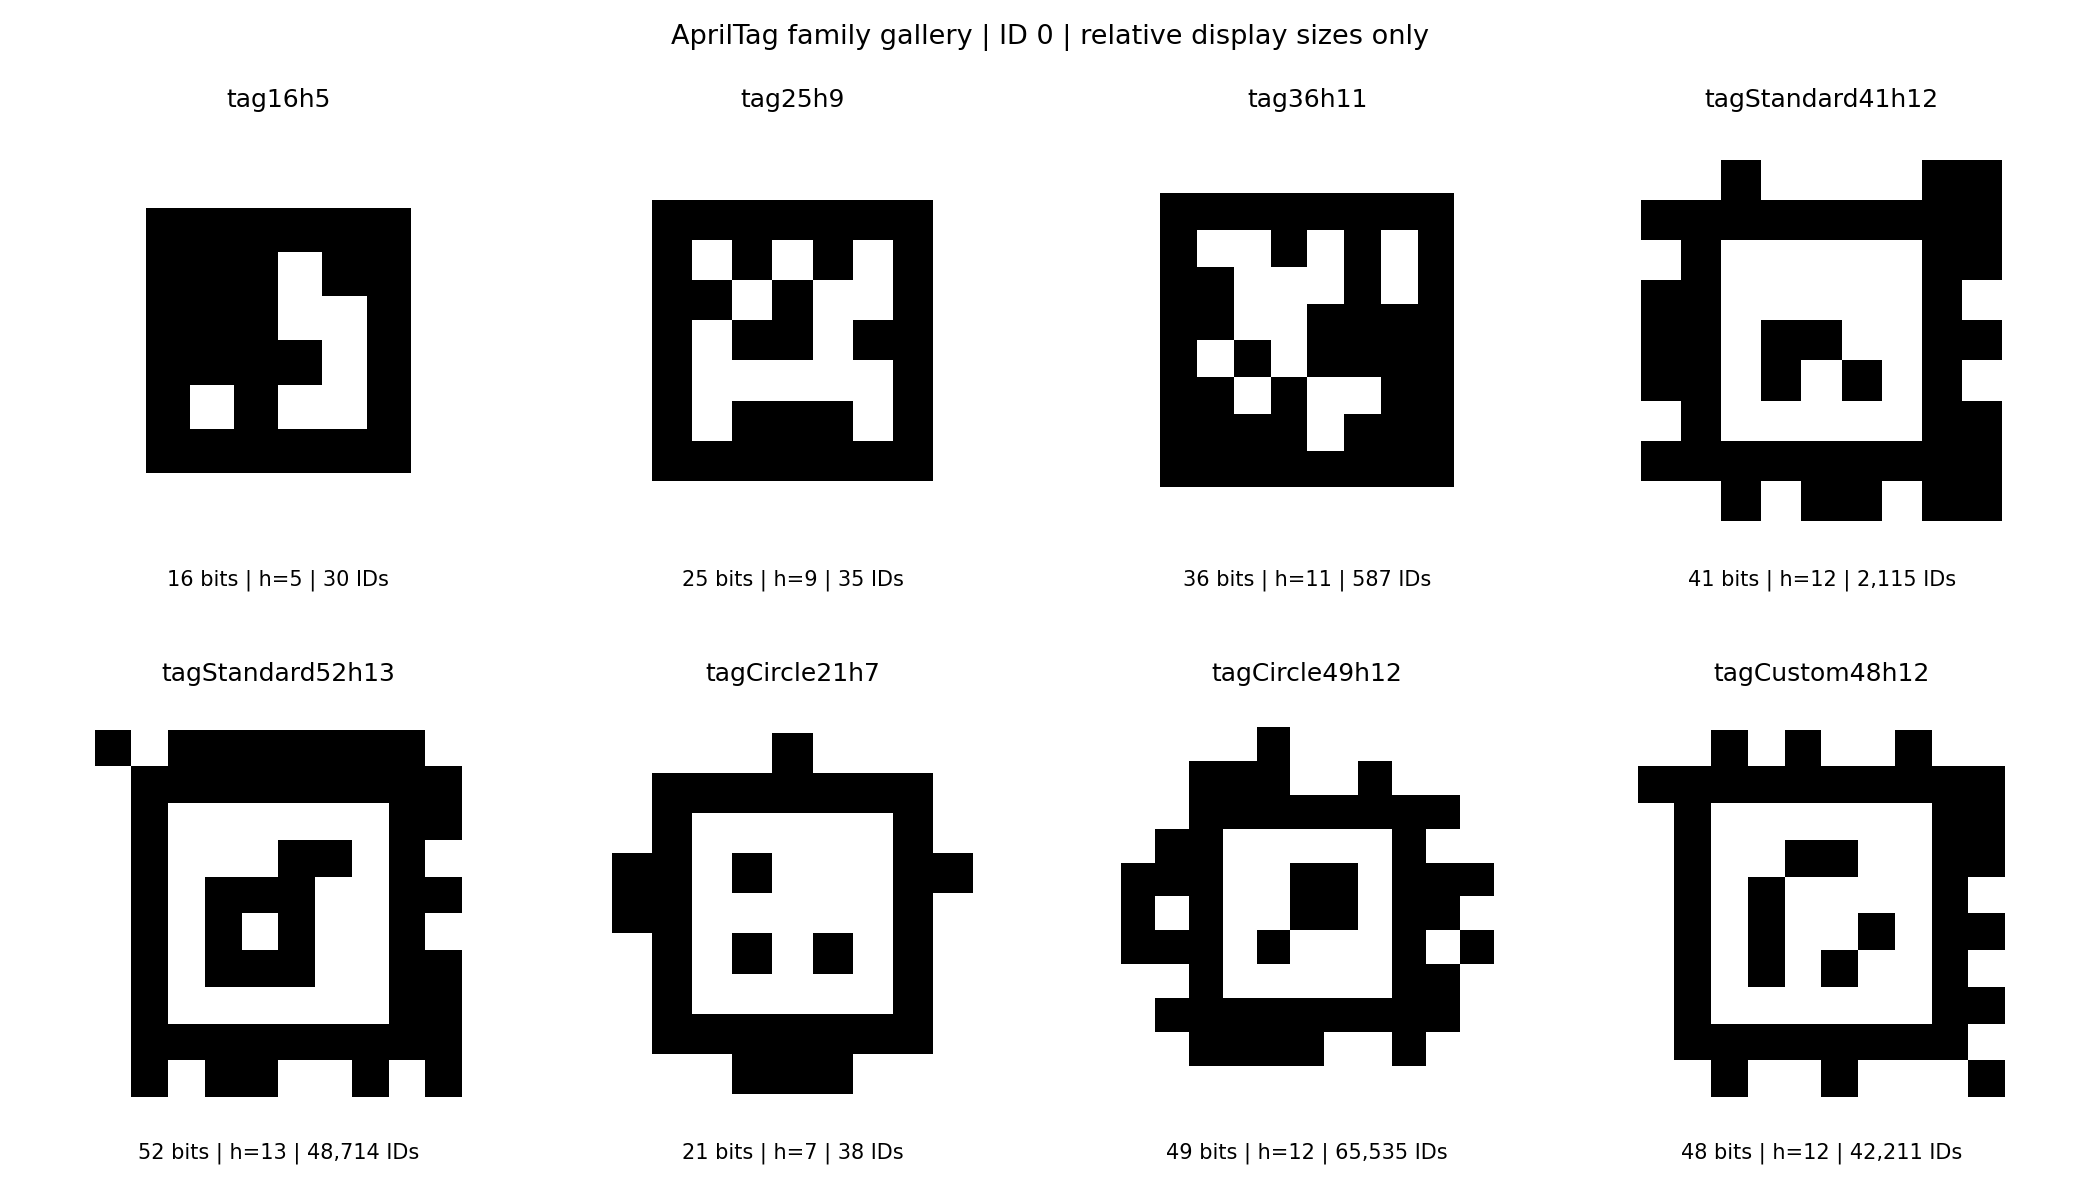 AprilTag family gallery | ID 0 | relative display sizes only
tag16h5
tag25h9
tag36h11
tagStandard41h12
16 bits | h=5 | 30 IDs
25 bits | h=9 | 35 IDs
36 bits | h=11 | 587 IDs
41 bits | h=12 | 2,115 IDs
tagStandard52h13
tagCircle21h7
tagCircle49h12
tagCustom48h12
52 bits | h=13 | 48,714 IDs
21 bits | h=7 | 38 IDs
49 bits | h=12 | 65,535 IDs
48 bits | h=12 | 42,211 IDs